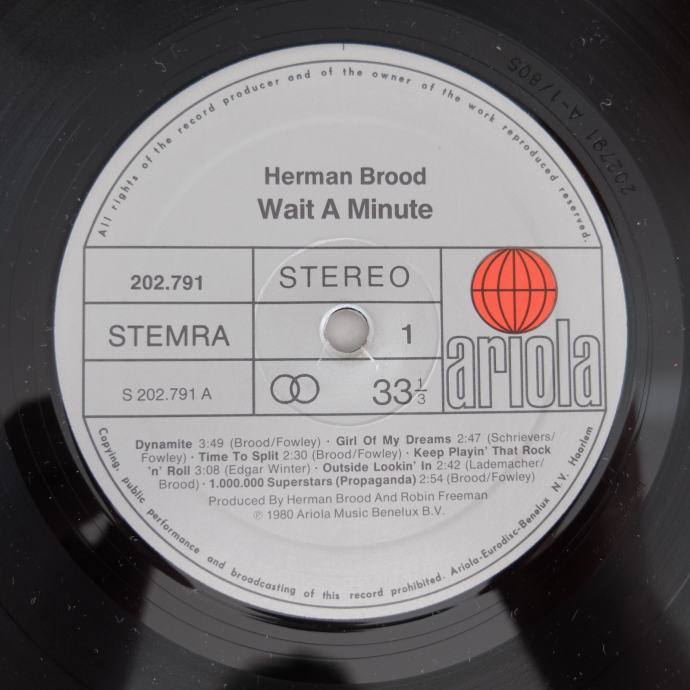 All rights of the record producer and of the owner of the work reproduced reserved.
202791 A-1/80S
Herman Brood
Wait A Minute
202.791
STEREO
STEMRA
1
ariola
S 202.791 A
33 1/3
Dynamite 3:49 (Brood/Fowley) · Girl Of My Dreams 2:47 (Schrievers/
Fowley) · Time To Split 2:30 (Brood/Fowley) · Keep Playin' That Rock
'n' Roll 3:08 (Edgar Winter) · Outside Lookin' In 2:42 (Lademacher/
Brood) · 1.000.000 Superstars (Propaganda) 2:54 (Brood/Fowley)
Produced By Herman Brood And Robin Freeman
℗ 1980 Ariola Music Benelux B.V.
Copying, public performance and broadcasting of this record prohibited. Ariola-Eurodisc-Benelux N.V. Haarlem